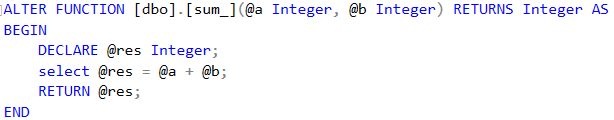 ALTER FUNCTION [dbo].[sum_](@a Integer, @b Integer) RETURNS Integer AS
BEGIN
    DECLARE @res Integer;
    select @res = @a + @b;
    RETURN @res;
END